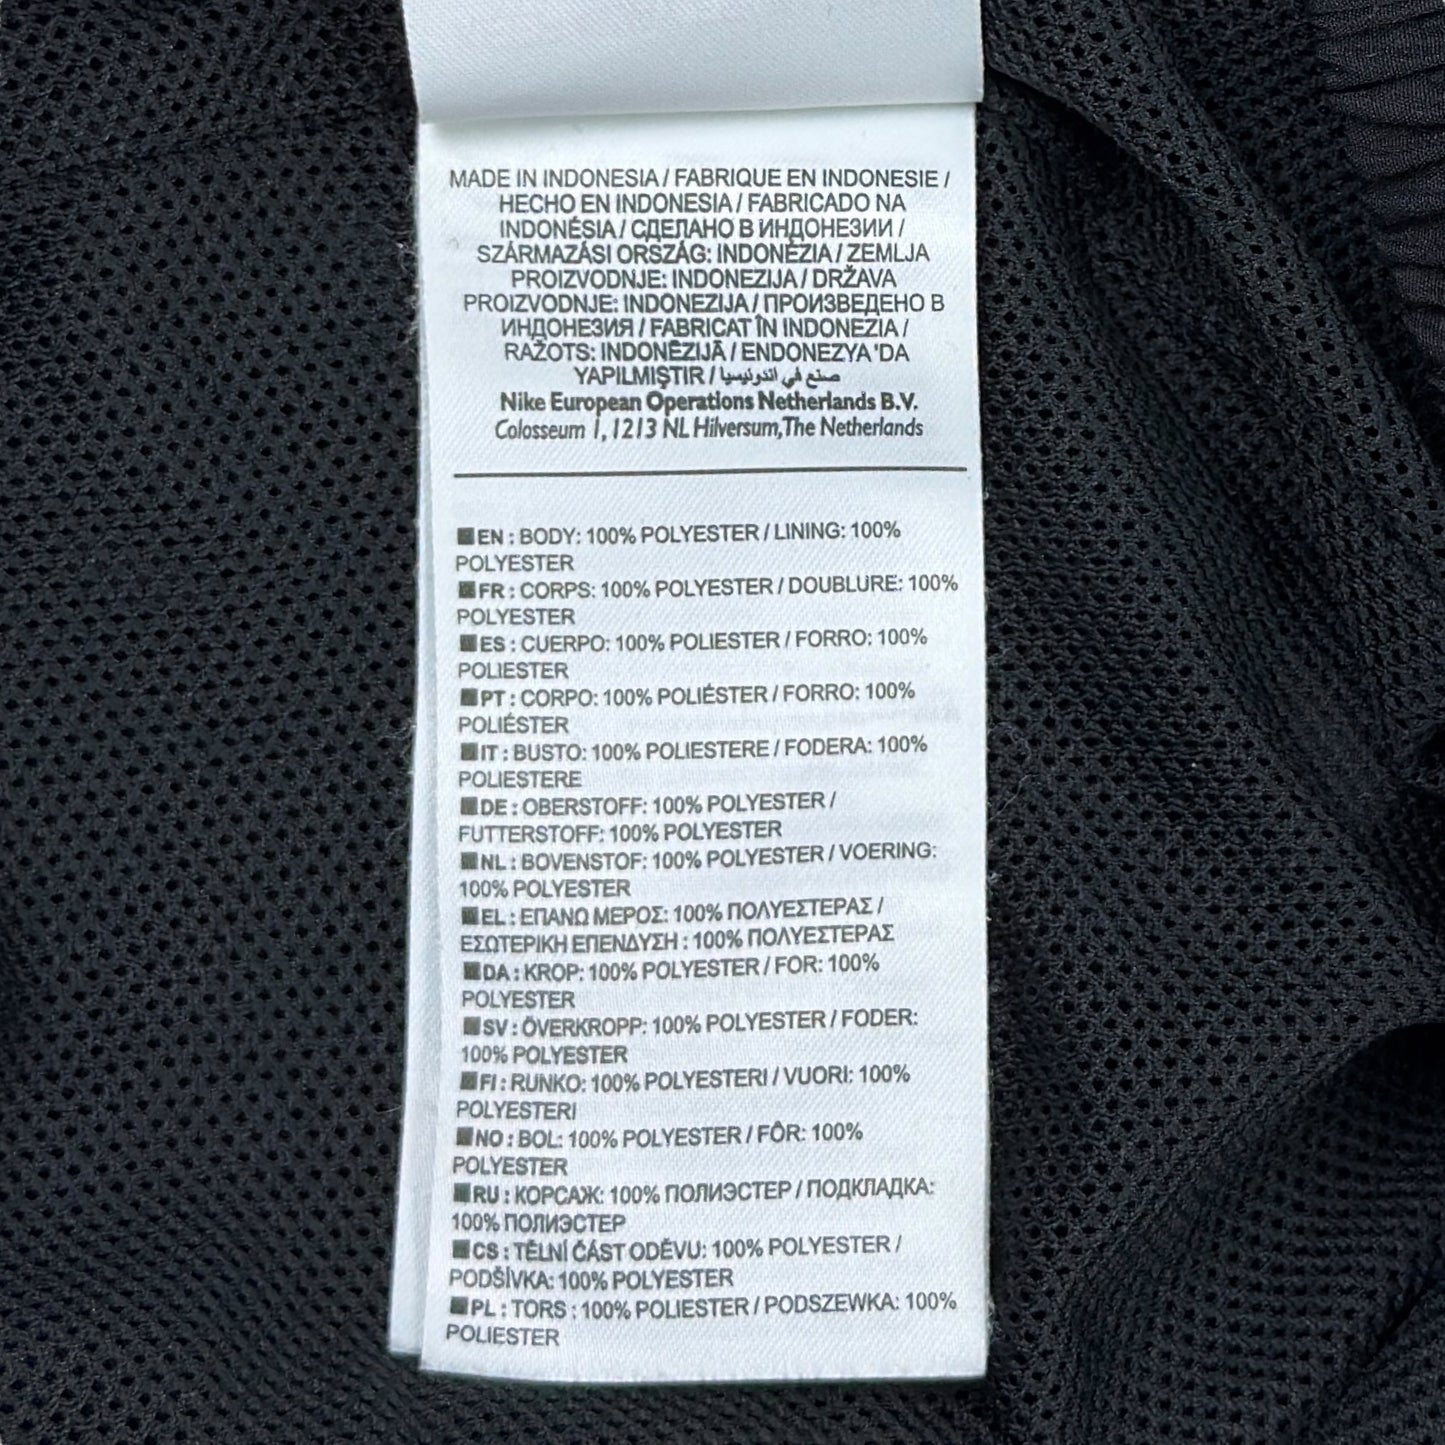 MADE IN INDONESIA / FABRIQUE EN INDONESIE /
HECHO EN INDONESIA / FABRICADO NA
INDONÉSIA / СДЕЛАНО В ИНДОНЕЗИИ /
SZÁRMAZÁSI ORSZÁG: INDONÉZIA / ZEMLJA
PROIZVODNJE: INDONEZIJA / DRŽAVA
PROIZVODNJE: INDONEZIJA / ПРОИЗВЕДЕНО В
ИНДОНЕЗИЯ / FABRICAT ÎN INDONEZIA /
RAŽOTS: INDONĒZIJĀ / ENDONEZYA 'DA
YAPILMIŞTIR / صنع في اندونيسيا
Nike European Operations Netherlands B.V.
Colosseum 1, 1213 NL Hilversum, The Netherlands
EN : BODY: 100% POLYESTER / LINING: 100%
POLYESTER
FR : CORPS: 100% POLYESTER / DOUBLURE: 100%
POLYESTER
ES : CUERPO: 100% POLIESTER / FORRO: 100%
POLIESTER
PT : CORPO: 100% POLIÉSTER / FORRO: 100%
POLIÉSTER
IT : BUSTO: 100% POLIESTERE / FODERA: 100%
POLIESTERE
DE : OBERSTOFF: 100% POLYESTER /
FUTTERSTOFF: 100% POLYESTER
NL : BOVENSTOF: 100% POLYESTER / VOERING:
100% POLYESTER
EL : ΕΠΑΝΩ ΜΕΡΟΣ: 100% ΠΟΛΥΕΣΤΕΡΑΣ /
ΕΣΩΤΕΡΙΚΗ ΕΠΕΝΔΥΣΗ : 100% ΠΟΛΥΕΣΤΕΡΑΣ
DA : KROP: 100% POLYESTER / FOR: 100%
POLYESTER
SV : ÖVERKROPP: 100% POLYESTER / FODER:
100% POLYESTER
FI : RUNKO: 100% POLYESTERI / VUORI: 100%
POLYESTERI
NO : BOL: 100% POLYESTER / FÔR: 100%
POLYESTER
RU : КОРСАЖ: 100% ПОЛИЭСТЕР / ПОДКЛАДКА:
100% ПОЛИЭСТЕР
CS : TĚLNÍ ČÁST ODĚVU: 100% POLYESTER /
PODŠÍVKA: 100% POLYESTER
PL : TORS : 100% POLIESTER / PODSZEWKA: 100%
POLIESTER